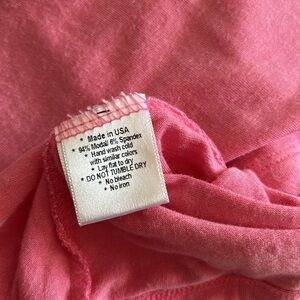 * Made in USA
* 94% Modal 6% Spandex
* Hand wash cold
with similar colors
* Lay flat to dry
* DO NOT TUMBLE DRY
* No bleach
* No iron